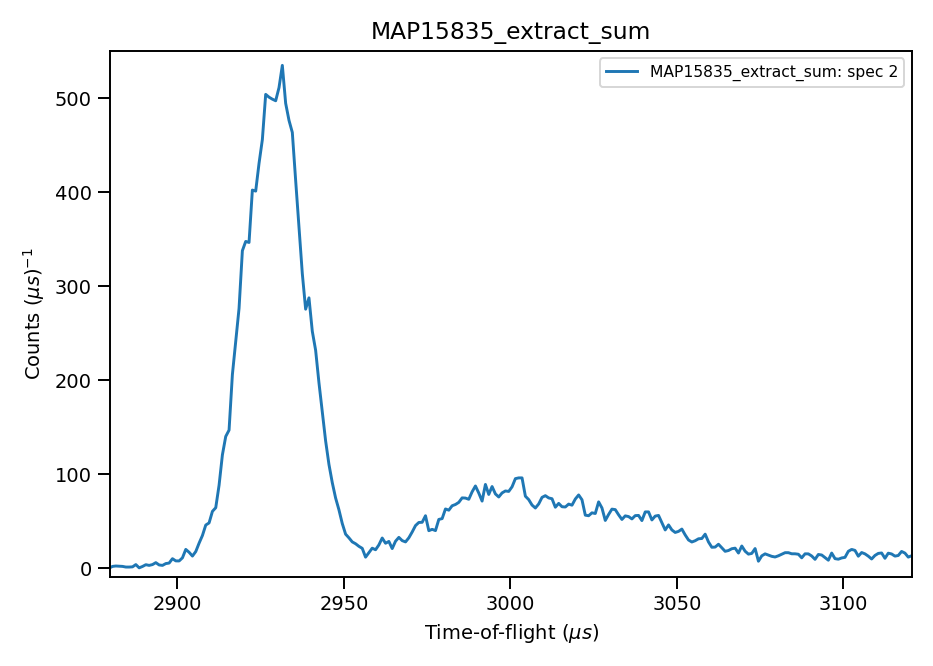 MAP15835_extract_sum
MAP15835_extract_sum: spec 2
Counts (μs)⁻¹
500
400
300
200
100
0
2900 2950 3000 3050 3100
Time-of-flight (μs)